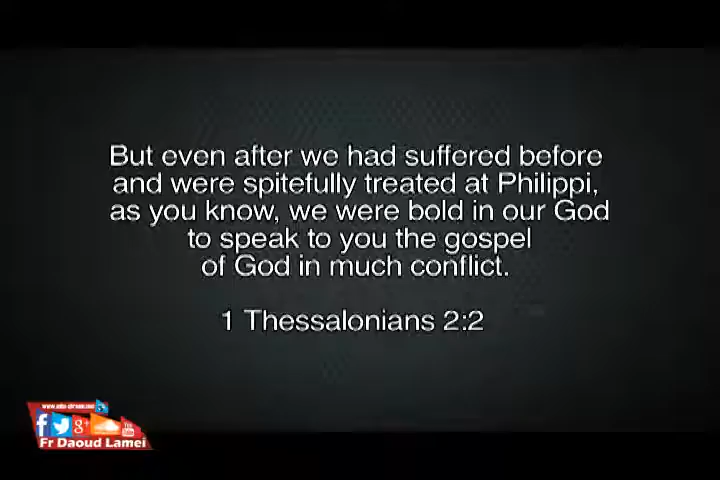 But even after we had suffered before
and were spitefully treated at Philippi,
as you know, we were bold in our God
to speak to you the gospel
of God in much conflict.
1 Thessalonians 2:2
Fr Daoud Lamei